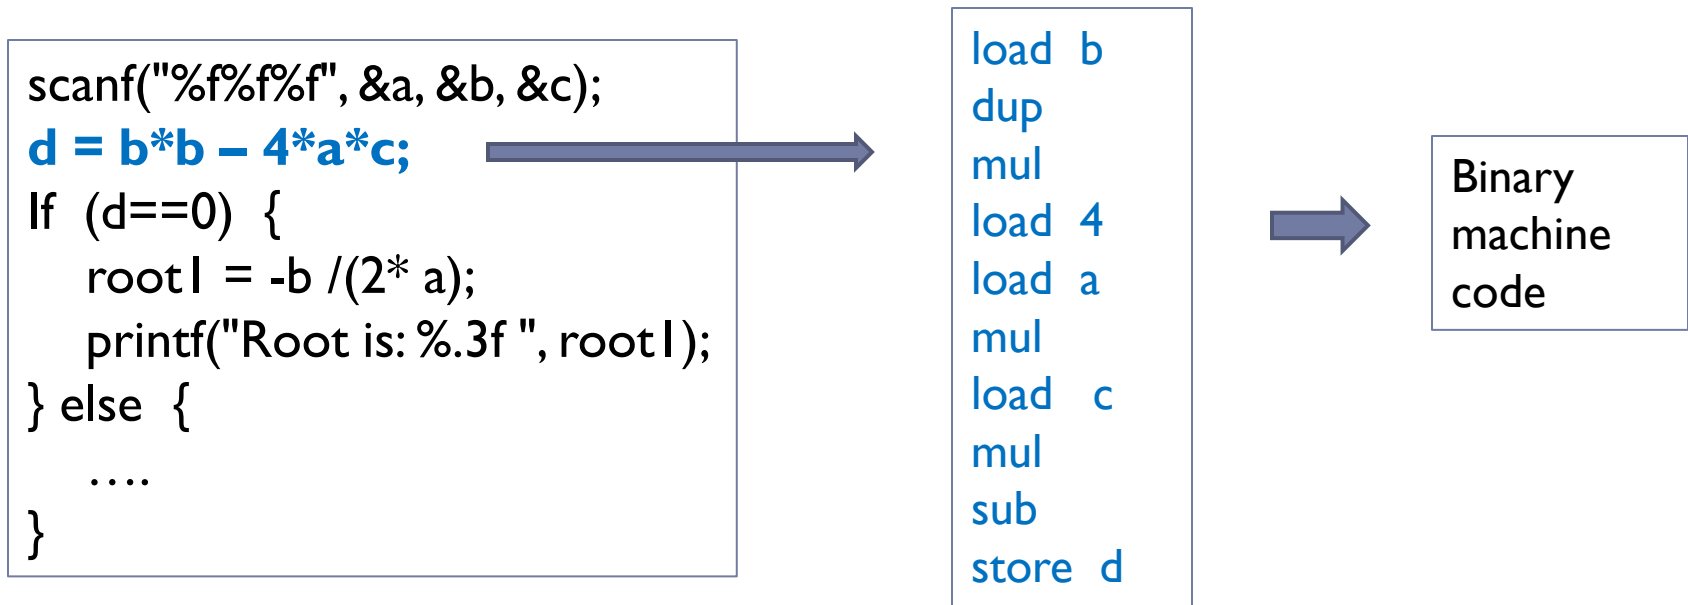 scanf("%f%f%f", &a, &b, &c);
d = b*b – 4*a*c;
If (d==0) {
root1 = -b /(2* a);
printf("Root is: %.3f ", root1);
} else {
….
}
load b
dup
mul
load 4
load a
mul
load c
mul
sub
store d
Binary
machine
code